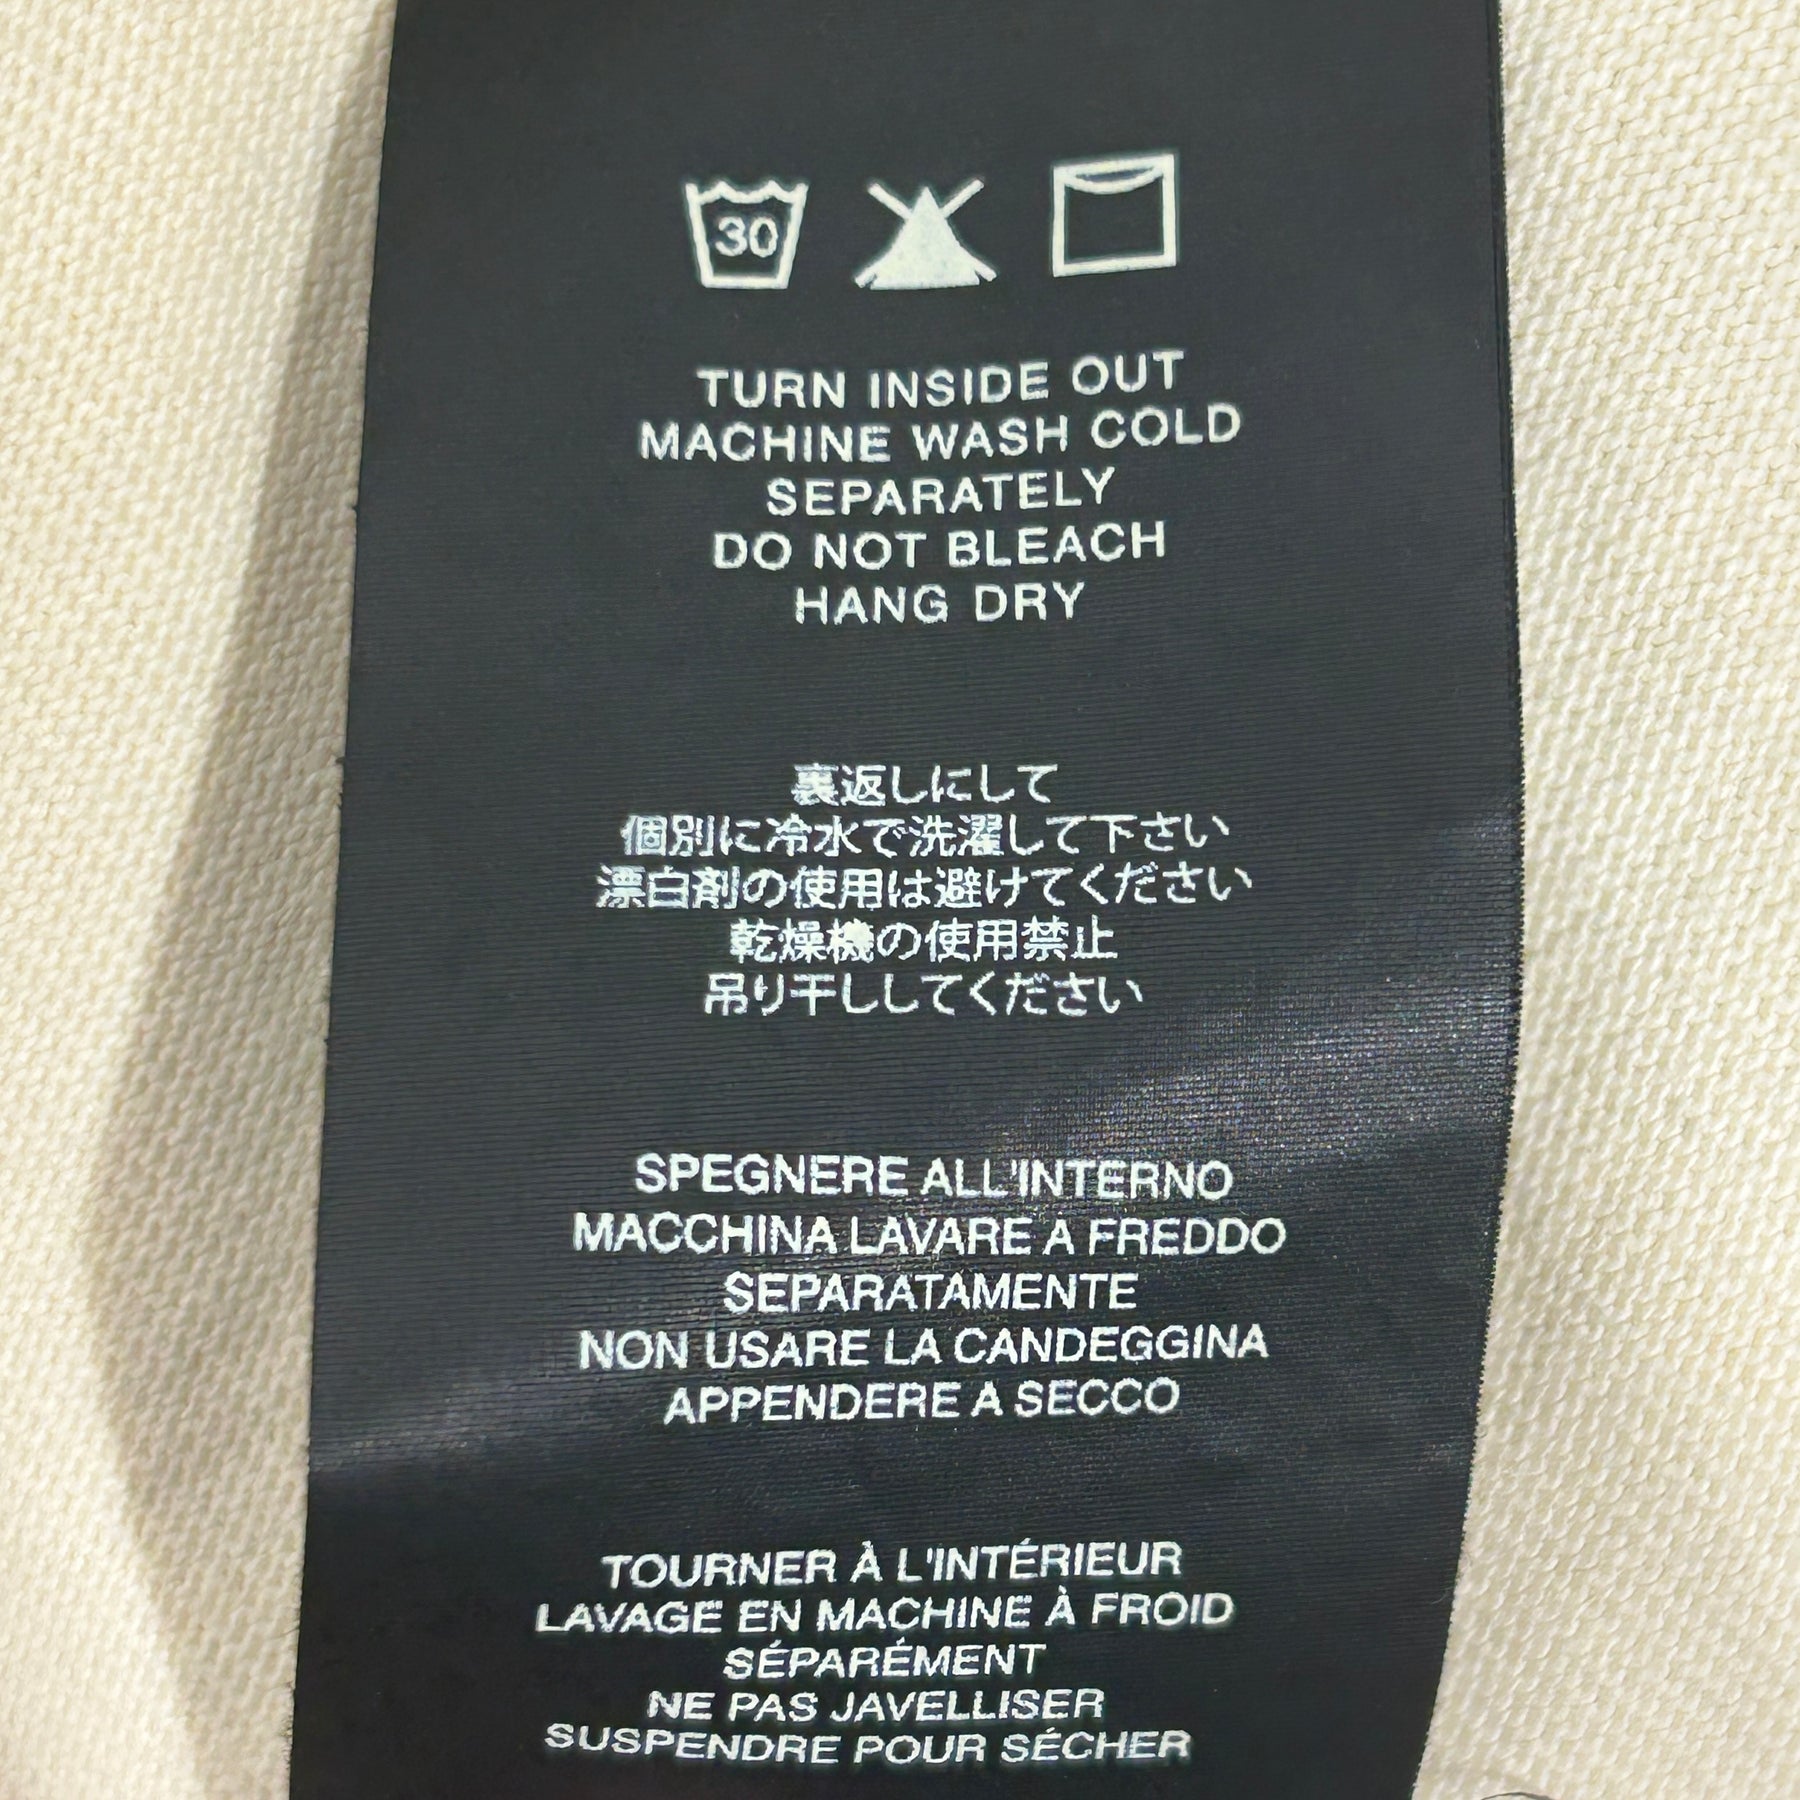 30
TURN INSIDE OUT
MACHINE WASH COLD
SEPARATELY
DO NOT BLEACH
HANG DRY
裏返しにして
個別に冷水で洗濯して下さい
漂白剤の使用は避けてください
乾燥機の使用禁止
吊り干ししてください
SPEGNERE ALL'INTERNO
MACCHINA LAVARE A FREDDO
SEPARATAMENTE
NON USARE LA CANDEGGINA
APPENDERE A SECCO
TOURNER À L'INTÉRIEUR
LAVAGE EN MACHINE À FROID
SÉPARÉMENT
NE PAS JAVELLISER
SUSPENDRE POUR SÉCHER